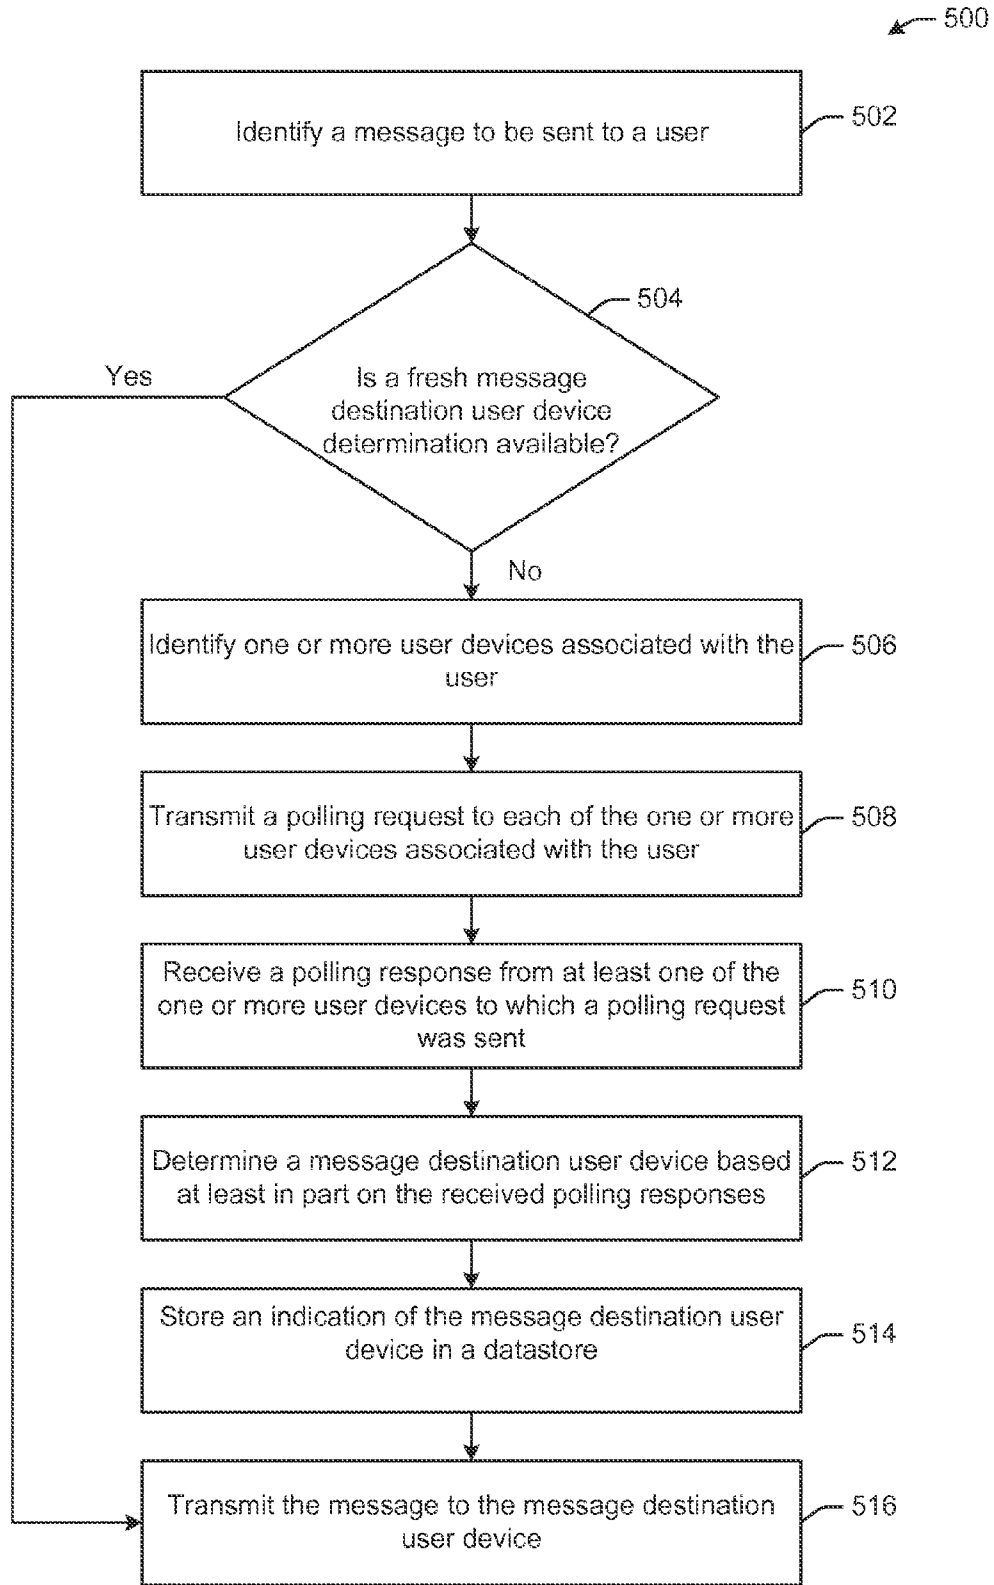 500
Identify a message to be sent to a user
502
504
Yes
Is a fresh message
destination user device
determination available?
No
Identify one or more user devices associated with the
user
506
Transmit a polling request to each of the one or more
user devices associated with the user
508
Receive a polling response from at least one of the
one or more user devices to which a polling request
was sent
510
Determine a message destination user device based
at least in part on the received polling responses
512
Store an indication of the message destination user
device in a datastore
514
Transmit the message to the message destination
user device
516